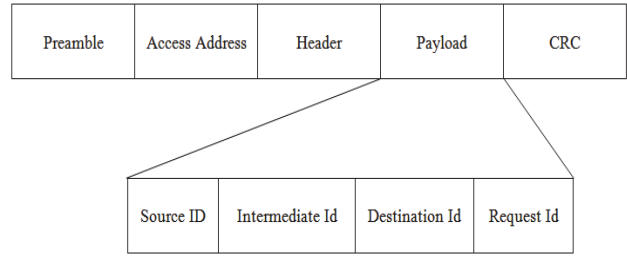 Preamble Access Address Header Payload CRC
Source ID Intermediate Id Destination Id Request Id